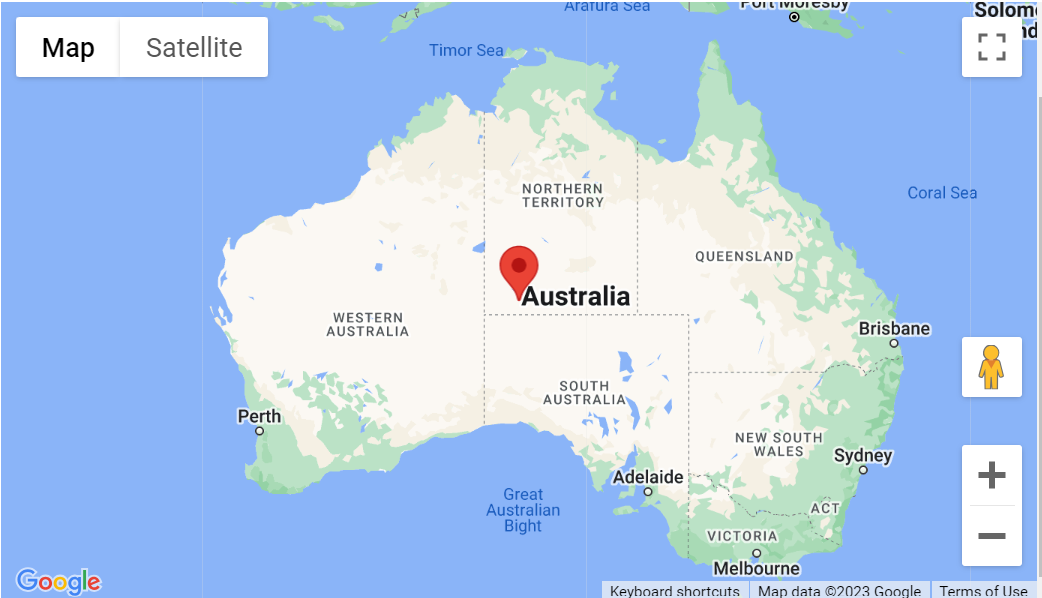 Arafura Sea
Port Moresby
Map
Satellite
Timor Sea
NORTHERN
TERRITORY
Coral Sea
QUEENSLAND
Australia
WESTERN
AUSTRALIA
Brisbane
SOUTH
AUSTRALIA
Perth
NEW SOUTH
WALES
Sydney
Adelaide
Great
Australian
Bight
ACT
VICTORIA
Melbourne
Google
Keyboard shortcuts
Map data ©2023 Google
Terms of Use